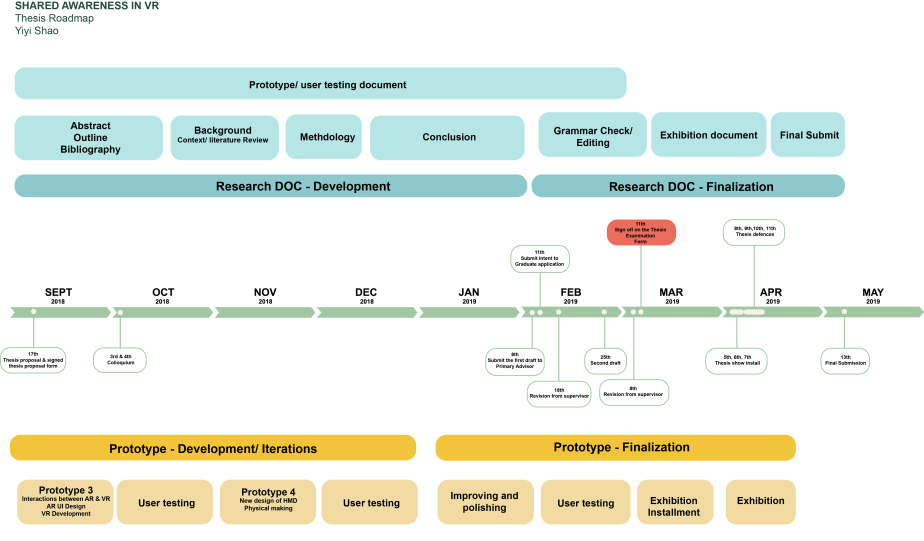 SHARED AWARENESS IN VR
Thesis Roadmap
Yiyi Shao
Prototype/ user testing document
Abstract
Outline
Bibliography
Background
Context/ literature Review
Methdology
Conclusion
Grammar Check/
Editing
Exhibition document
Final Submit
Research DOC - Development
Research DOC - Finalization
11th
Sign off on the Thesis
Examination
Form
8th, 9th,10th, 11th
Thesis defences
11th
Submit Intent to
Graduate application
SEPT
2018
OCT
2018
NOV
2018
DEC
2018
JAN
2019
FEB
2019
MAR
2019
APR
2019
MAY
2019
17th
Thesis proposal & signed
thesis proposal form
3rd & 4th
Colloquium
8th
Submit the first draft to
Primary Advisor
25th
Second draft
5th, 6th, 7th
Thesis show install
13th
Final Submission
18th
Revision from supervisor
8th
Revision from supervisor
Prototype - Development/ Iterations
Prototype - Finalization
Prototype 3
Interactions between AR & VR
AR UI Design
VR Development
User testing
Prototype 4
New design of HMD
Physical making
User testing
Improving and
polishing
User testing
Exhibition
Installment
Exhibition